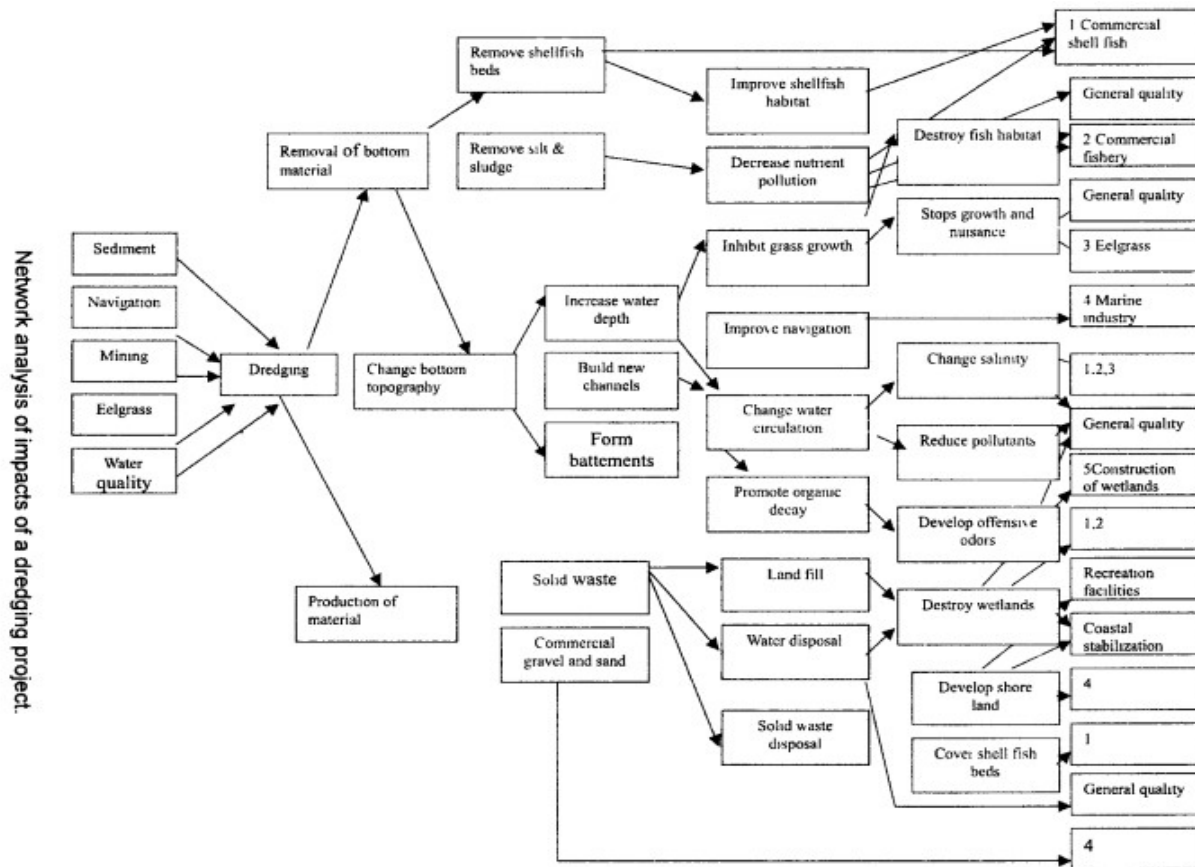 Network analysis of impacts of a dredging project.
Sediment
Navigation
Mining
Eelgrass
Water
quality
Dredging
Removal of bottom
material
Production of
material
Remove shellfish
beds
Remove silt &
sludge
Change bottom
topography
Increase water
depth
Build new
channels
Form
battements
Solid waste
Commercial
gravel and sand
Improve shellfish
habitat
Decrease nutrient
pollution
Inhibit grass growth
Improve navigation
Change water
circulation
Promote organic
decay
Land fill
Water disposal
Solid waste
disposal
Destroy fish habitat
Stops growth and
nuisance
Change salinity
Reduce pollutants
Develop offensive
odors
Destroy wetlands
Develop shore
land
Cover shell fish
beds
1 Commercial
shell fish
General quality
2 Commercial
fishery
General quality
3 Eelgrass
4 Marine
industry
1,2,3
General quality
5Construction
of wetlands
1,2
Recreation
facilities
Coastal
stabilization
4
1
General quality
4